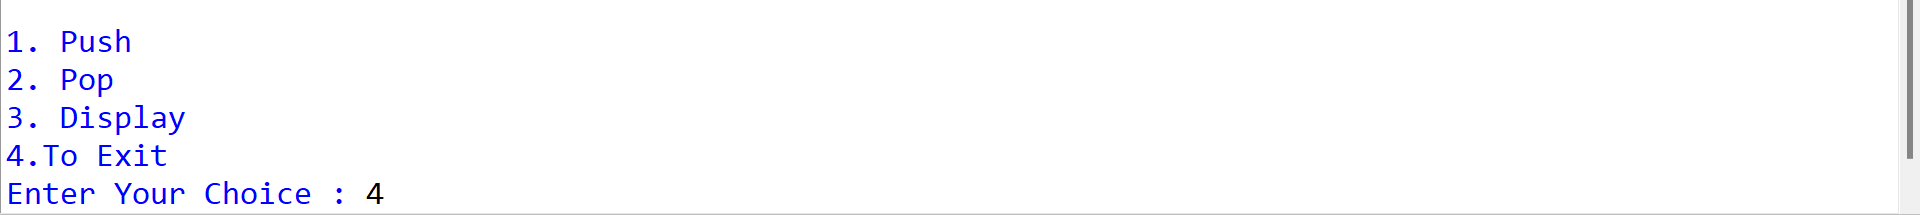 1. Push
2. Pop
3. Display
4.To Exit
Enter Your Choice : 4